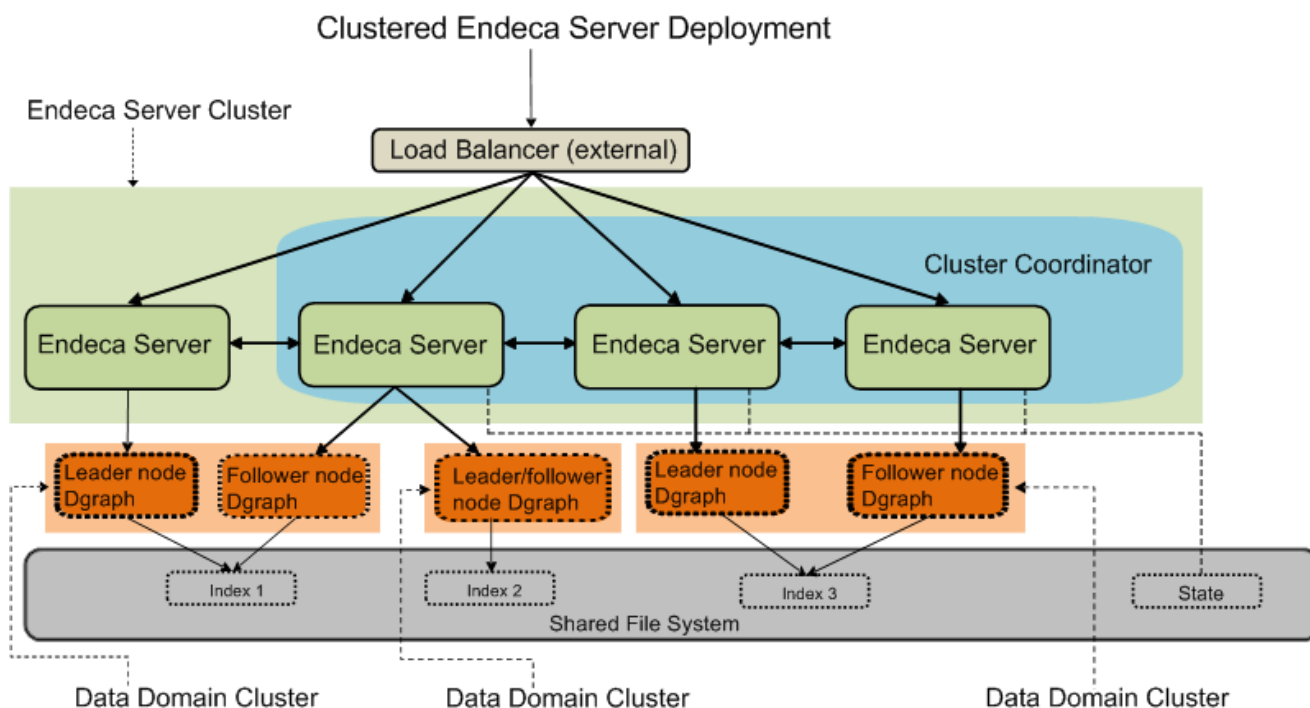 Clustered Endeca Server Deployment
Endeca Server Cluster
Load Balancer (external)
Cluster Coordinator
Endeca Server
Endeca Server
Endeca Server
Endeca Server
Leader node
Dgraph
Follower node
Dgraph
Leader/follower
node Dgraph
Leader node
Dgraph
Follower node
Dgraph
Index 1
Index 2
Index 3
State
Shared File System
Data Domain Cluster
Data Domain Cluster
Data Domain Cluster